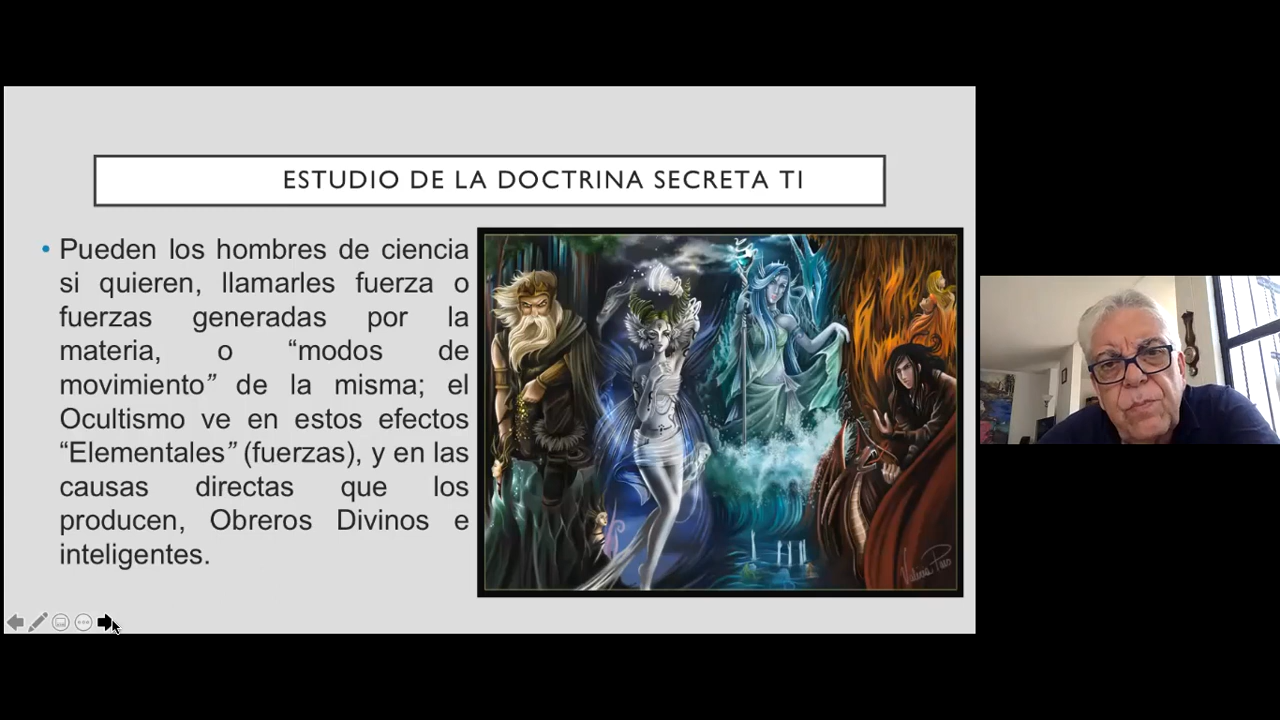 ESTUDIO DE LA DOCTRINA SECRETA TI
• Pueden los hombres de ciencia
si quieren, llamarles fuerza o
fuerzas generadas por la
materia, o “modos de
movimiento” de la misma; el
Ocultismo ve en estos efectos
“Elementales” (fuerzas), y en las
causas directas que los
producen, Obreros Divinos e
inteligentes.